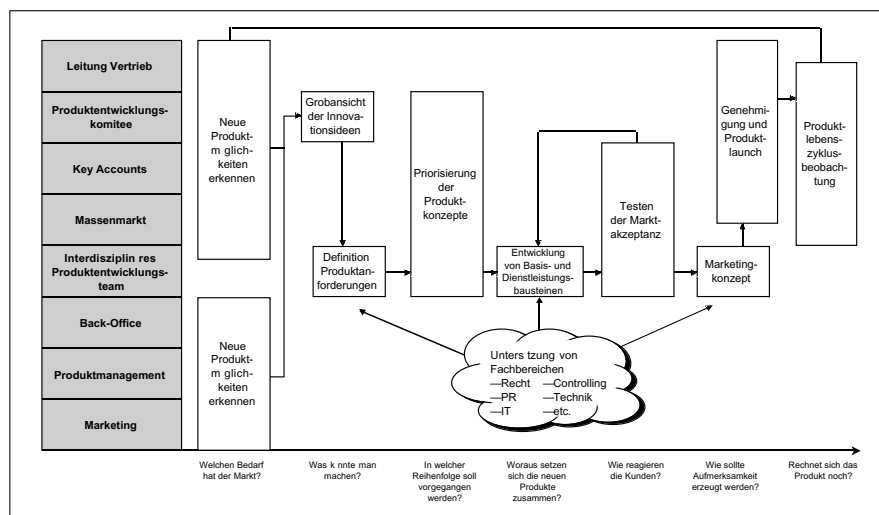 Leitung Vertrieb
Produktentwicklungs-
komitee
Key Accounts
Massenmarkt
Interdisziplin res
Produktentwicklungs-
team
Back-Office
Produktmanagement
Marketing
Neue
Produkt-
m glich-
keiten
erkennen
Neue
Produkt-
m glich-
keiten
erkennen
Grobansicht
der Innova-
tionsideen
Definition
Produktan-
forderungen
Priorisierung
der
Produkt-
konzepte
Entwicklung
von Basis- und
Dienstleistungs-
bausteinen
Testen
der Markt-
akzeptanz
Marketing-
konzept
Genehmi-
gung und
Produkt-
launch
Produkt-
lebens-
zyklus-
beobach-
tung
Unters tzung von
Fachbereichen
—Recht —Controlling
—PR —Technik
—IT —etc.
Welchen Bedarf
hat der Markt?
Was k nnte man
machen?
In welcher
Reihenfolge soll
vorgegangen
werden?
Woraus setzen
sich die neuen
Produkte
zusammen?
Wie reagieren
die Kunden?
Wie sollte
Aufmerksamkeit
erzeugt werden?
Rechnet sich das
Produkt noch?